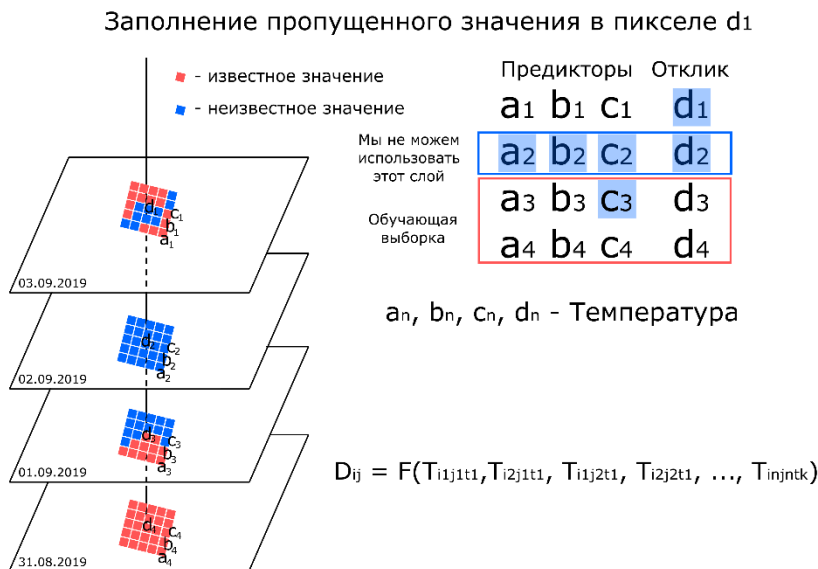 Заполнение пропущенного значения в пикселе d1
- известное значение
- неизвестное значение
Предикторы Отклик
a1 b1 c1 d1
Мы не можем
использовать
этот слой
a2 b2 c2 d2
Обучающая
выборка
a3 b3 c3 d3
a4 b4 c4 d4
an, bn, cn, dn - Температура
Dij = F(Ti1j1t1,Ti2j1t1, Ti1j2t1, Ti2j2t1, ..., Tinjntk)
d1
c1
b1
a1
03.09.2019
d2
c2
b2
a2
02.09.2019
d3
c3
b3
a3
01.09.2019
d4
c4
b4
a4
31.08.2019